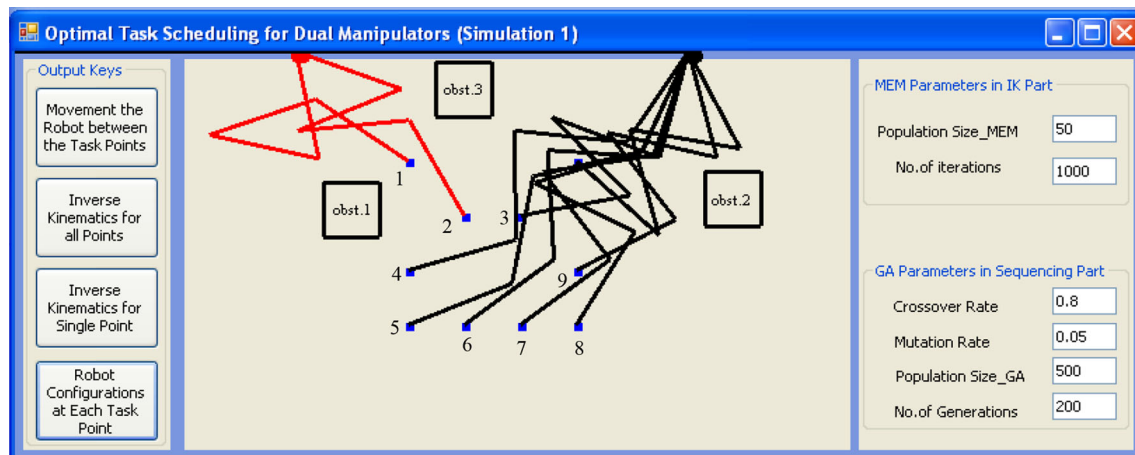 Optimal Task Scheduling for Dual Manipulators (Simulation 1)
Output Keys
Movement the
Robot between
the Task Points
Inverse
Kinematics for
all Points
Inverse
Kinematics for
Single Point
Robot
Configurations
at Each Task
Point
obst.3
obst.1
obst.2
1
2
3
4
9
5
6
7
8
MEM Parameters in IK Part
Population Size_MEM
50
No.of iterations
1000
GA Parameters in Sequencing Part
Crossover Rate
0.8
Mutation Rate
0.05
Population Size_GA
500
No.of Generations
200